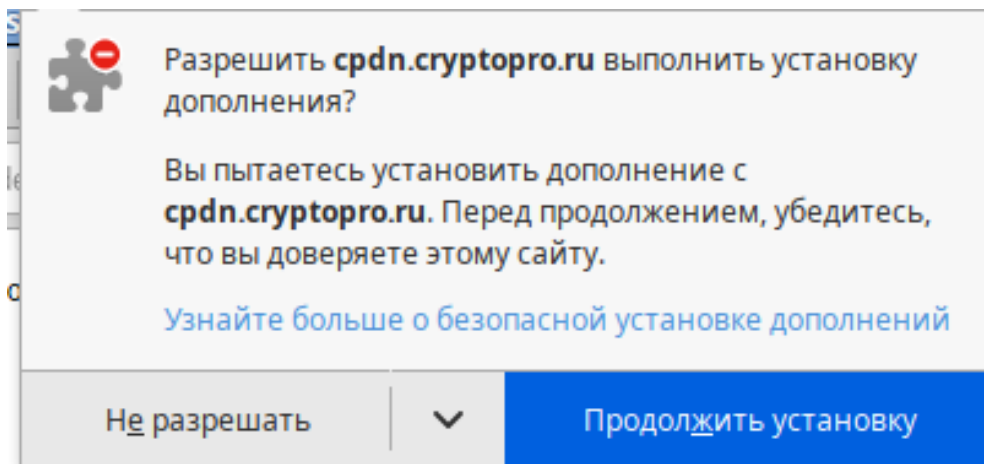 Разрешить cpdn.cryptopro.ru выполнить установку
дополнения?
Вы пытаетесь установить дополнение с
cpdn.cryptopro.ru. Перед продолжением, убедитесь,
что вы доверяете этому сайту.
Узнайте больше о безопасной установке дополнений
Не разрешать
Продолжить установку